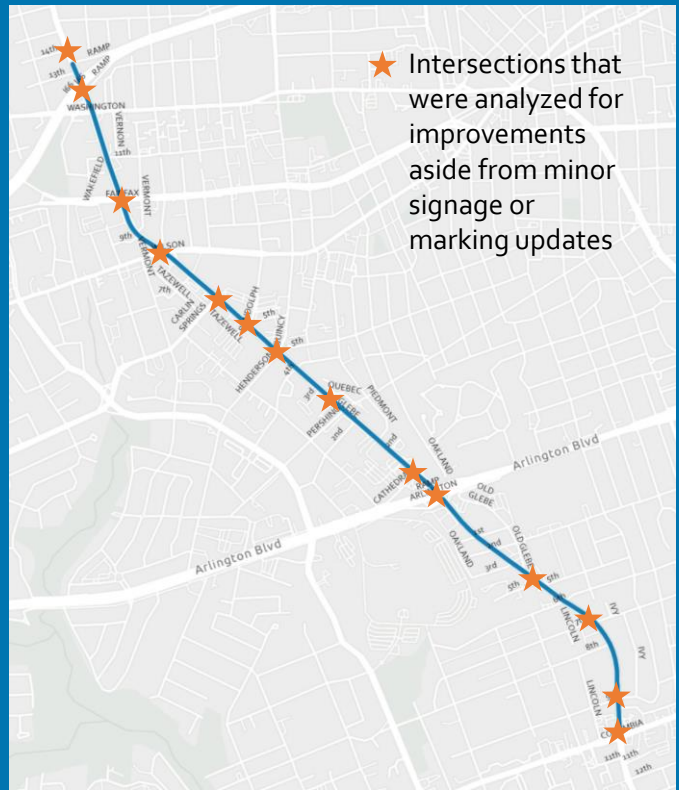 Intersections that
were analyzed for
improvements
aside from minor
signage or
marking updates
14th
RAMP
13th
RAMP
WASHINGTON
VERNON
11th
WAKEFIELD
VERMONT
FAIRFAX
9th
VERMONT
TAZEWELL
7th
CARLIN
SPRINGS
TAZEWELL
5th
HENDERSON
5th
4th
QUEBEC
PIEDMONT
3rd
GLEBE
PERSHING
2nd
2nd
OAKLAND
CATHEDRAL
RAMP
ARLINGTON
OLD
GLEBE
Arlington Blvd
Arlington Blvd
1st
2nd
OAKLAND
3rd
OLD GLEBE
5th
5th
6th
LINCOLN
IVY
8th
IVY
LINCOLN
COLUMBIA
11th
11th
12th